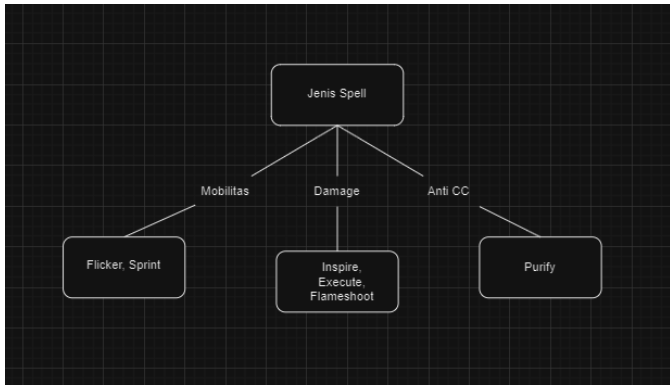 Jenis Spell
Mobilitas
Damage
Anti CC
Flicker, Sprint
Inspire,
Execute,
Flameshoot
Purify